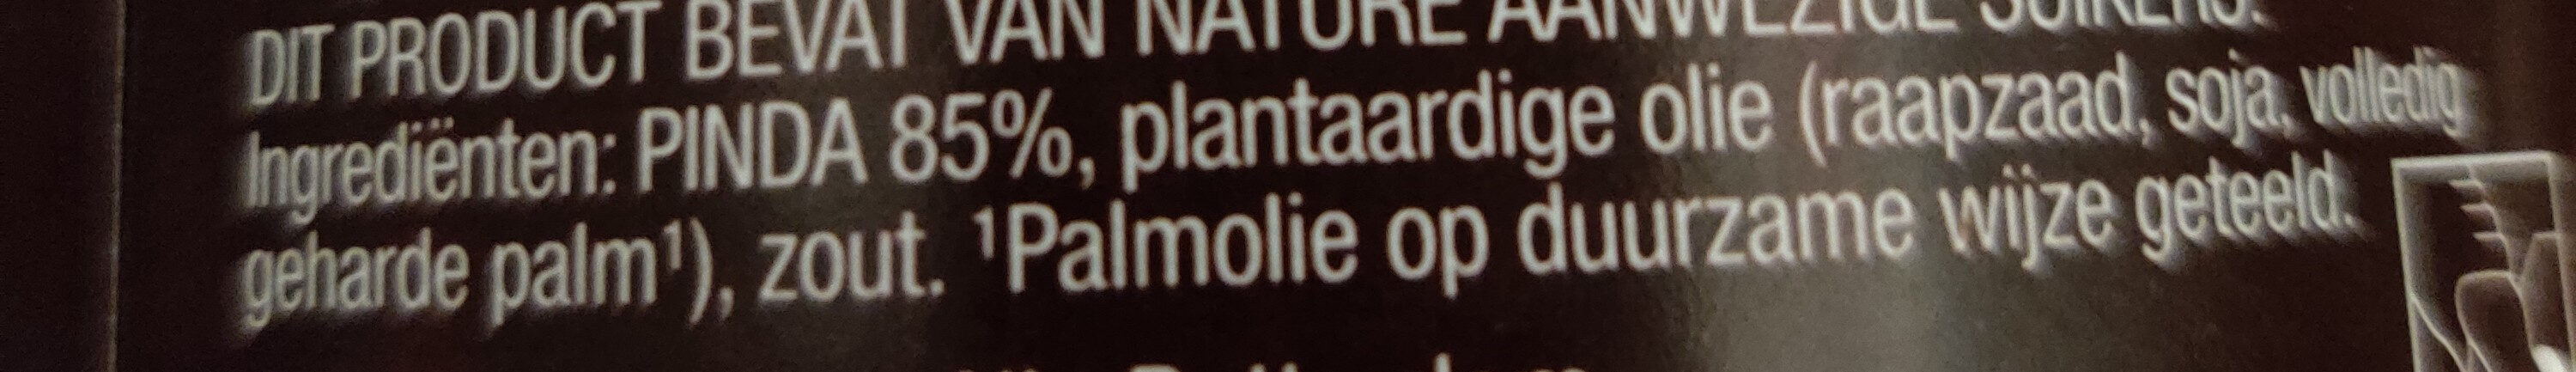 DIT PRODUCT BEVAT VAN NATURE AANWEZIGE SUIKERS.
Ingrediënten: PINDA 85%, plantaardige olie (raapzaad, soja, volledig
geharde palm¹), zout. ¹Palmolie op duurzame wijze geteeld.